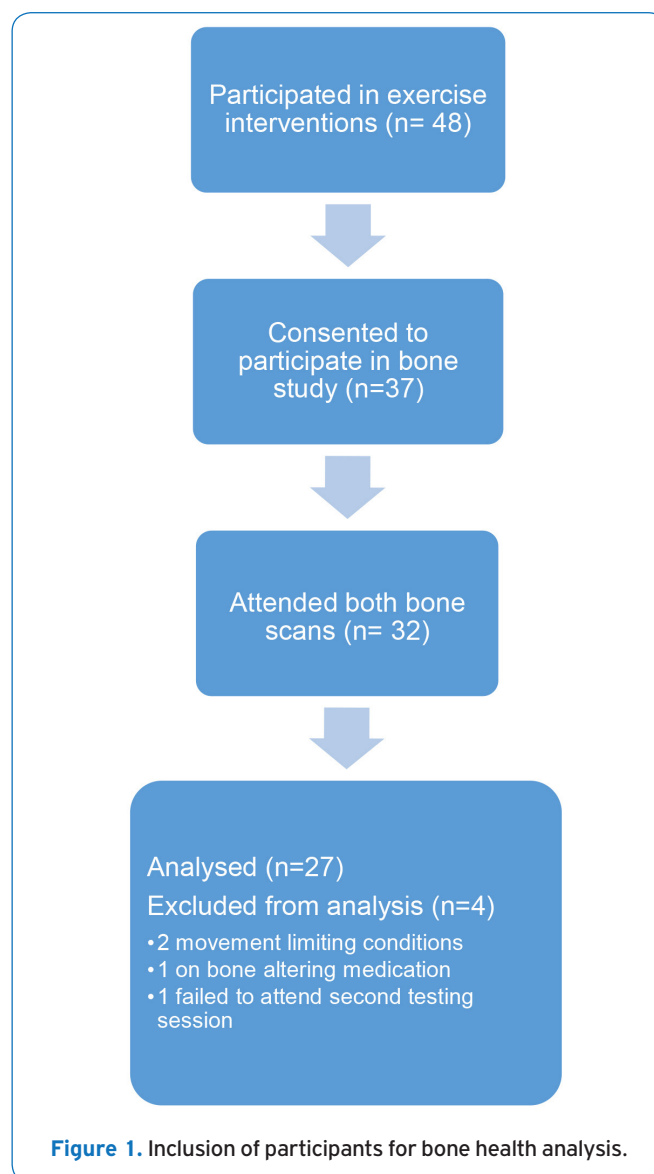 Participated in exercise
interventions (n= 48)
Consented to
participate in bone
study (n=37)
Attended both bone
scans (n= 32)
Analysed (n=27)
Excluded from analysis (n=4)
•2 movement limiting conditions
•1 on bone altering medication
•1 failed to attend second testing
session
Figure 1. Inclusion of participants for bone health analysis.